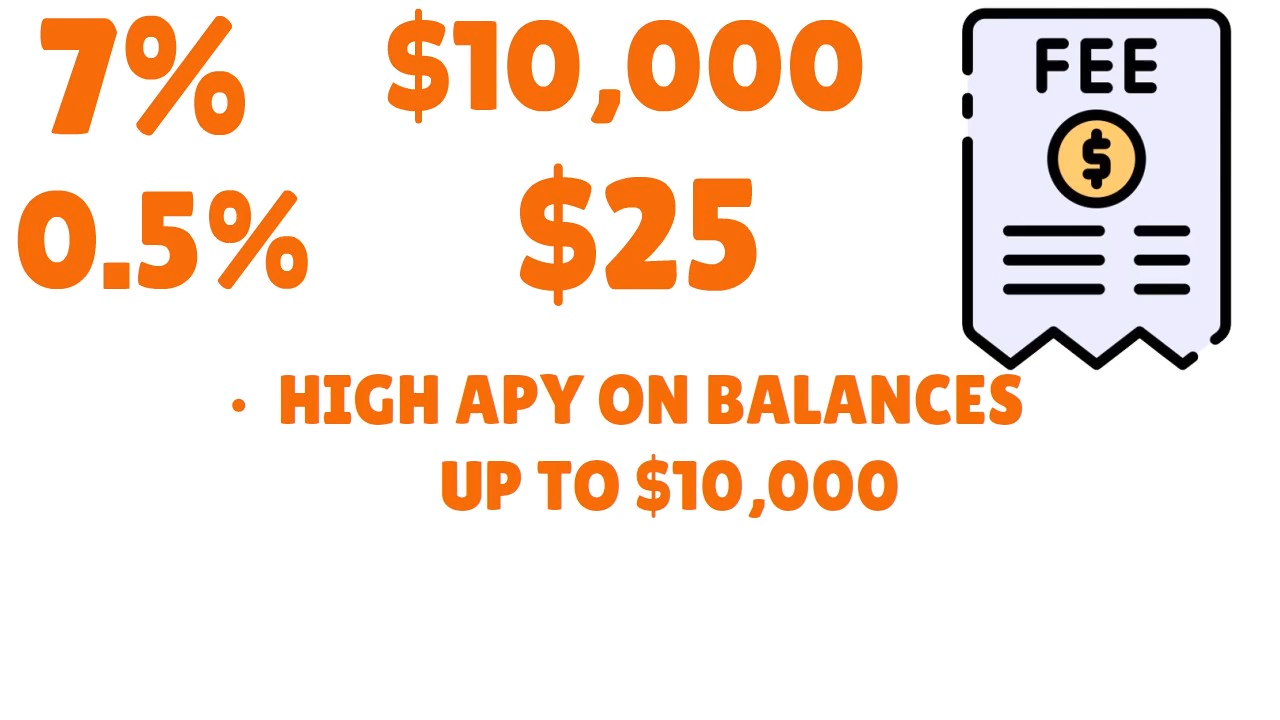 7% $10,000 FEE
$
0.5% $25
• HIGH APY ON BALANCES
UP TO $10,000